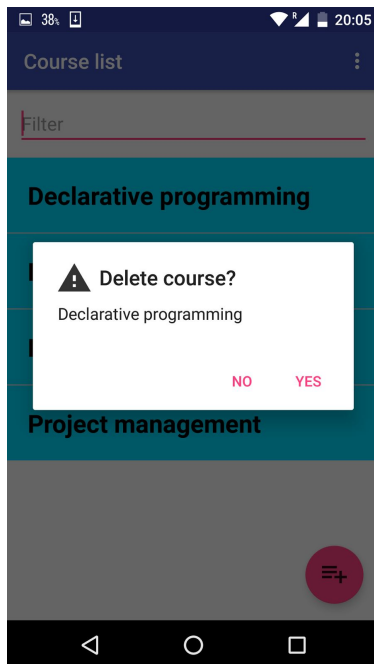 38%
R
20:05
Course list
Filter
Declarative programming
Delete course?
Declarative programming
NO YES
Project management